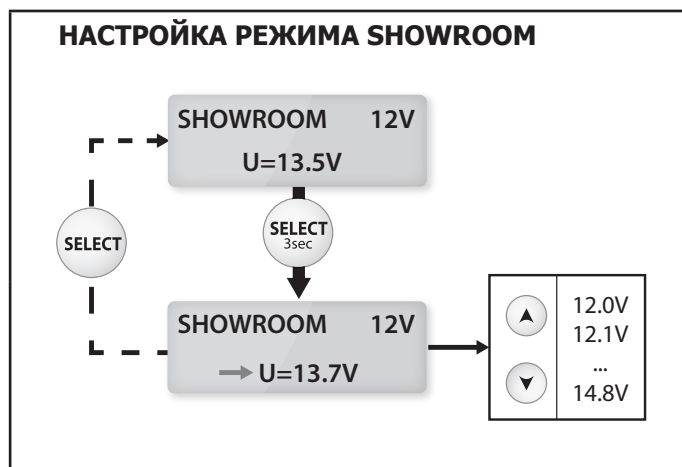 НАСТРОЙКА РЕЖИМА SHOWROOM
SHOWROOM 12V
U=13.5V
SELECT
SELECT
3sec
SHOWROOM 12V
U=13.7V
12.0V
12.1V
...
14.8V